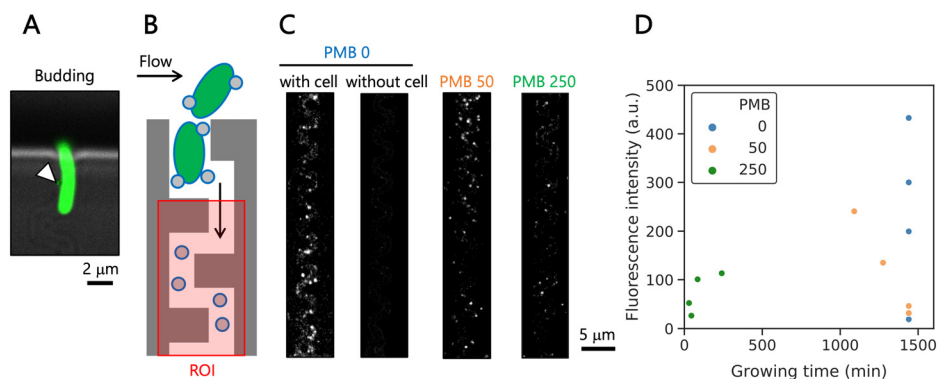 A
Budding
2 μm
B
Flow
ROI
C
PMB 0
with cell
without cell
PMB 50
PMB 250
5 μm
D
Fluorescence intensity (a.u.)
500
400
300
200
100
0
PMB
0
50
250
0
500
1000
1500
Growing time (min)